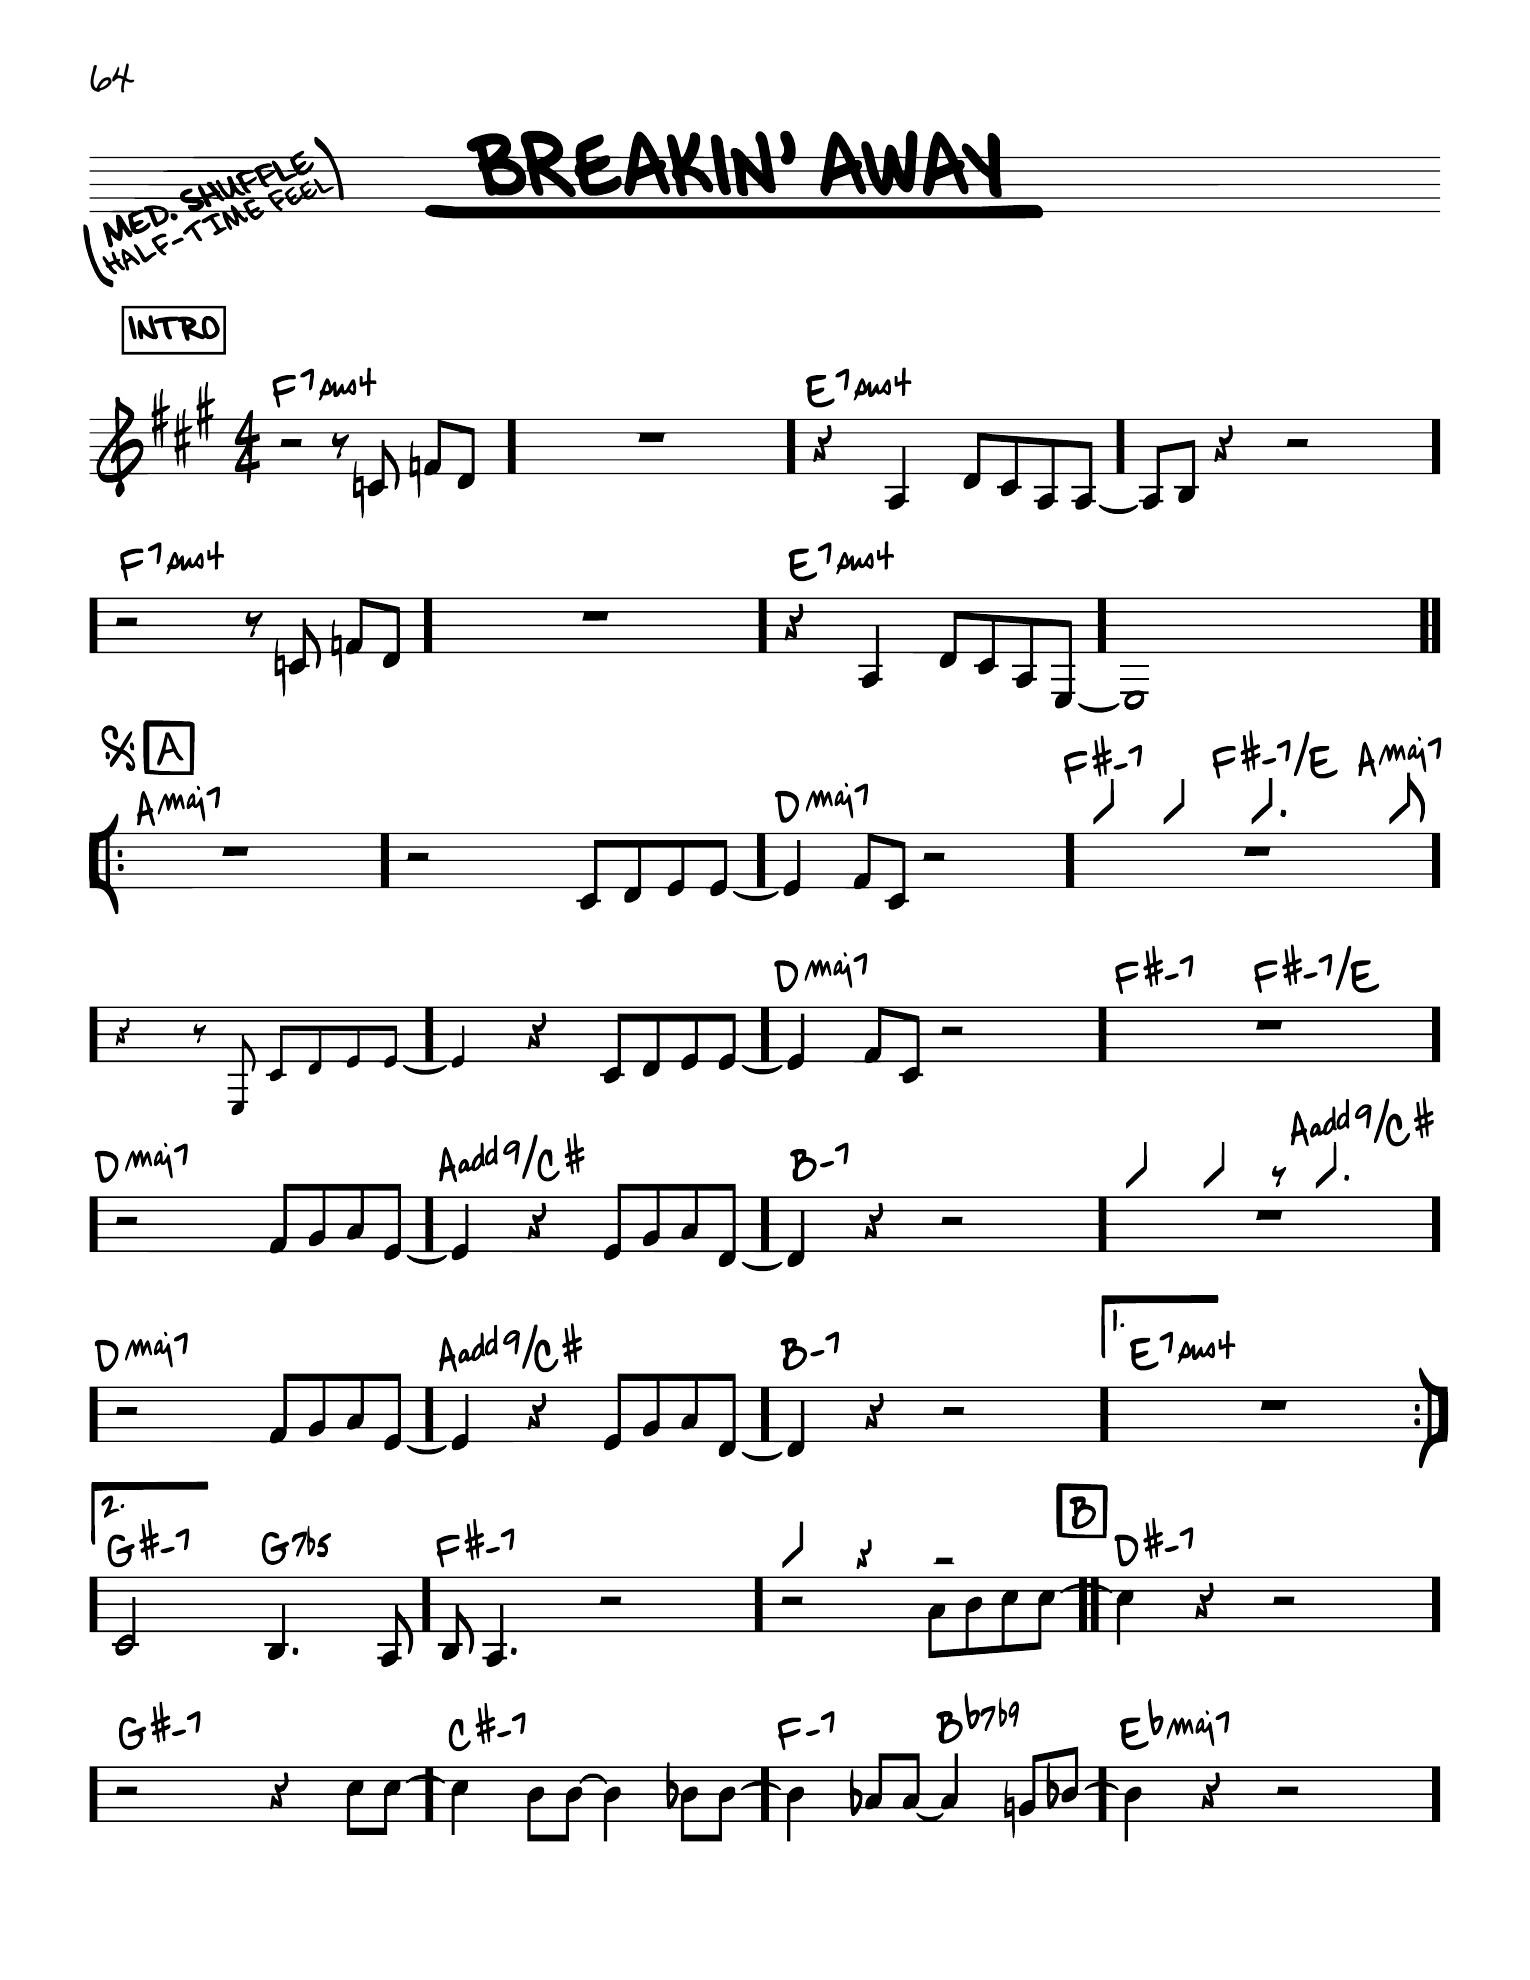 64
BREAKIN' AWAY
(MED. SHUFFLE
HALF-TIME FEEL)
INTRO
F7sus4 E7sus4
4/4
F7sus4 E7sus4
A
Amaj7 Dmaj7 F#-7 F#-7/E Amaj7
Dmaj7 F#-7 F#-7/E
Dmaj7 Aadd9/C# B-7 Aadd9/C#
Dmaj7 Aadd9/C# B-7 1. E7sus4
2.
G#-7 G7b5 F#-7 B D#-7
G#-7 C#-7 F-7 Bb7b9 Ebmaj7